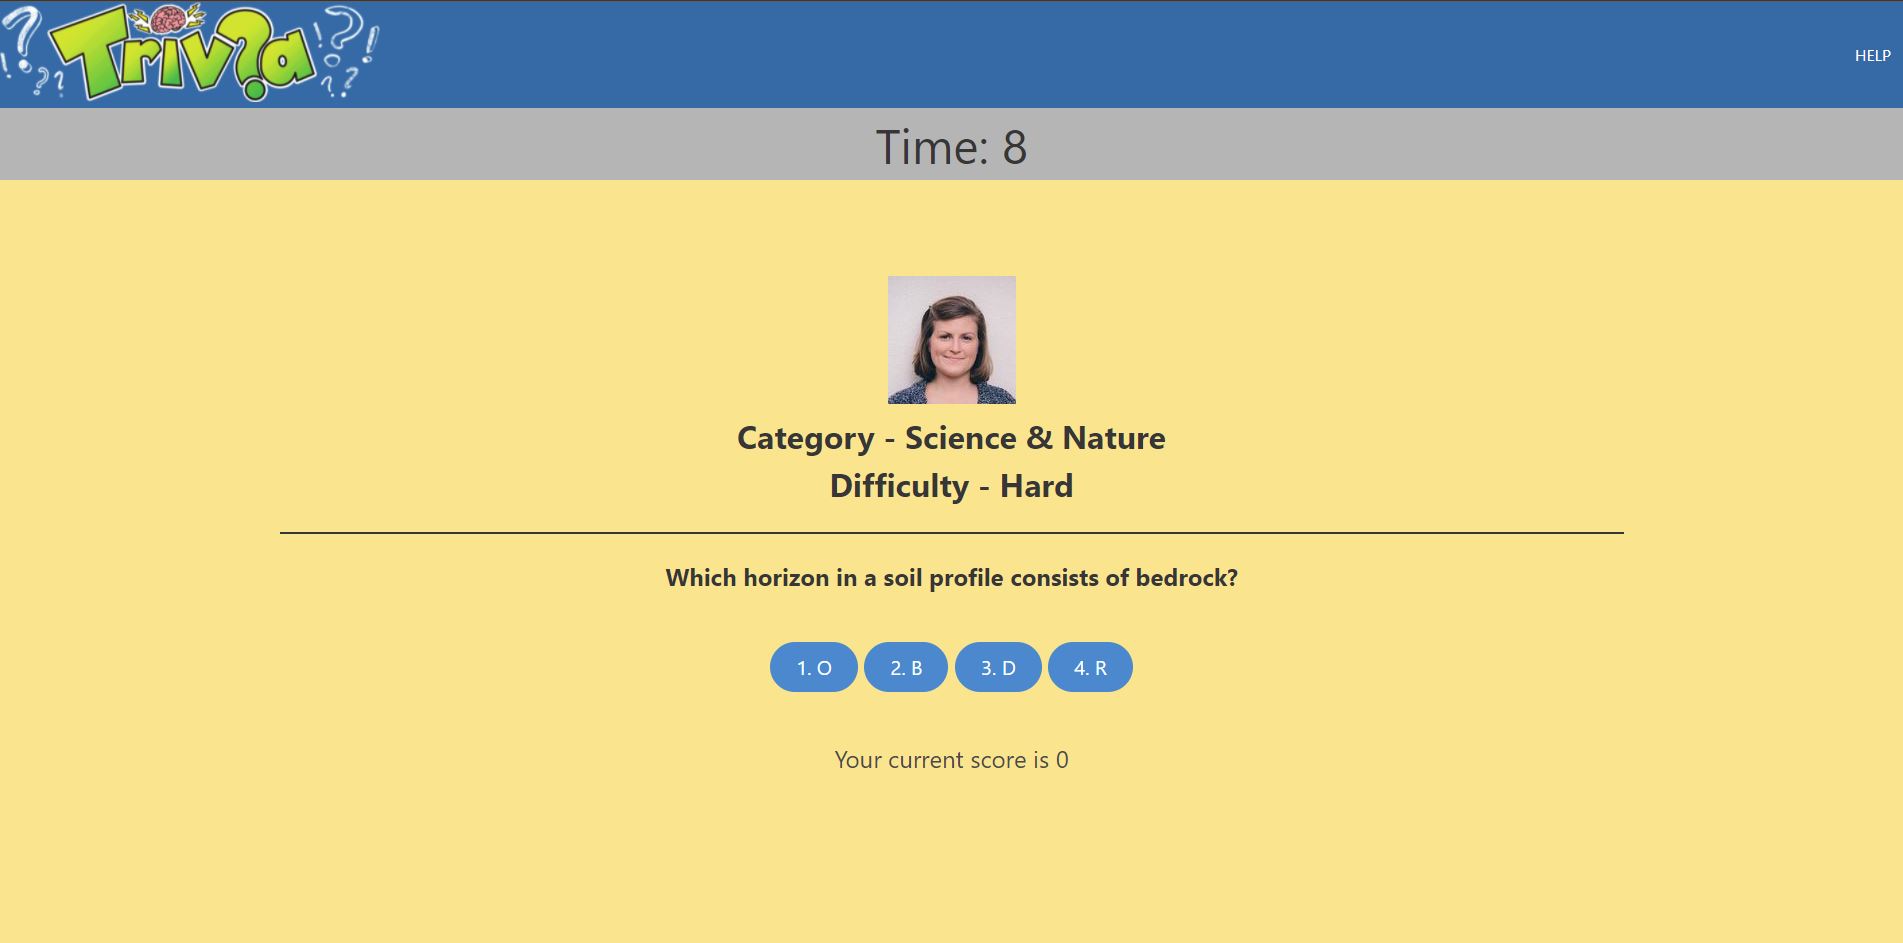 Triv?a
HELP
Time: 8
Category - Science & Nature
Difficulty - Hard
Which horizon in a soil profile consists of bedrock?
1. O 2. B 3. D 4. R
Your current score is 0